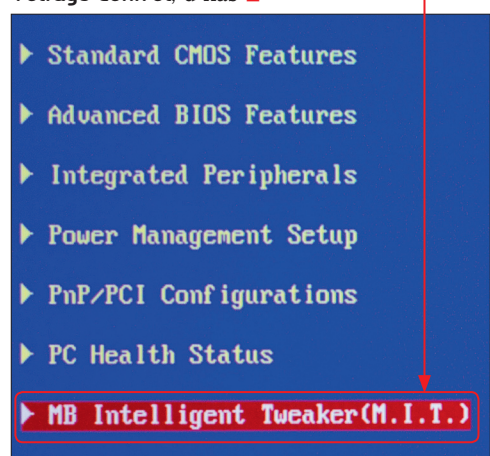 ▶ Standard CMOS Features
▶ Advanced BIOS Features
▶ Integrated Peripherals
▶ Power Management Setup
▶ PnP/PCI Configurations
▶ PC Health Status
▶ MB Intelligent Tweaker(M.I.T.)